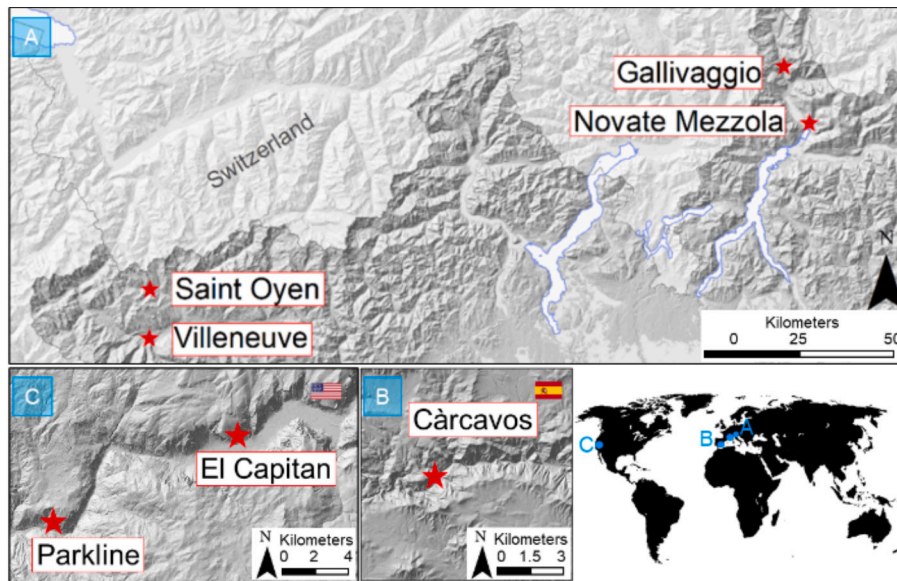 A
Gallivaggio
Novate Mezzola
Switzerland
Saint Oyen
Villeneuve
N
Kilometers
0 25 50
C
El Capitan
Parkline
N
Kilometers
0 2 4
B
Càrcavos
N
Kilometers
0 1.5 3
A
B
C